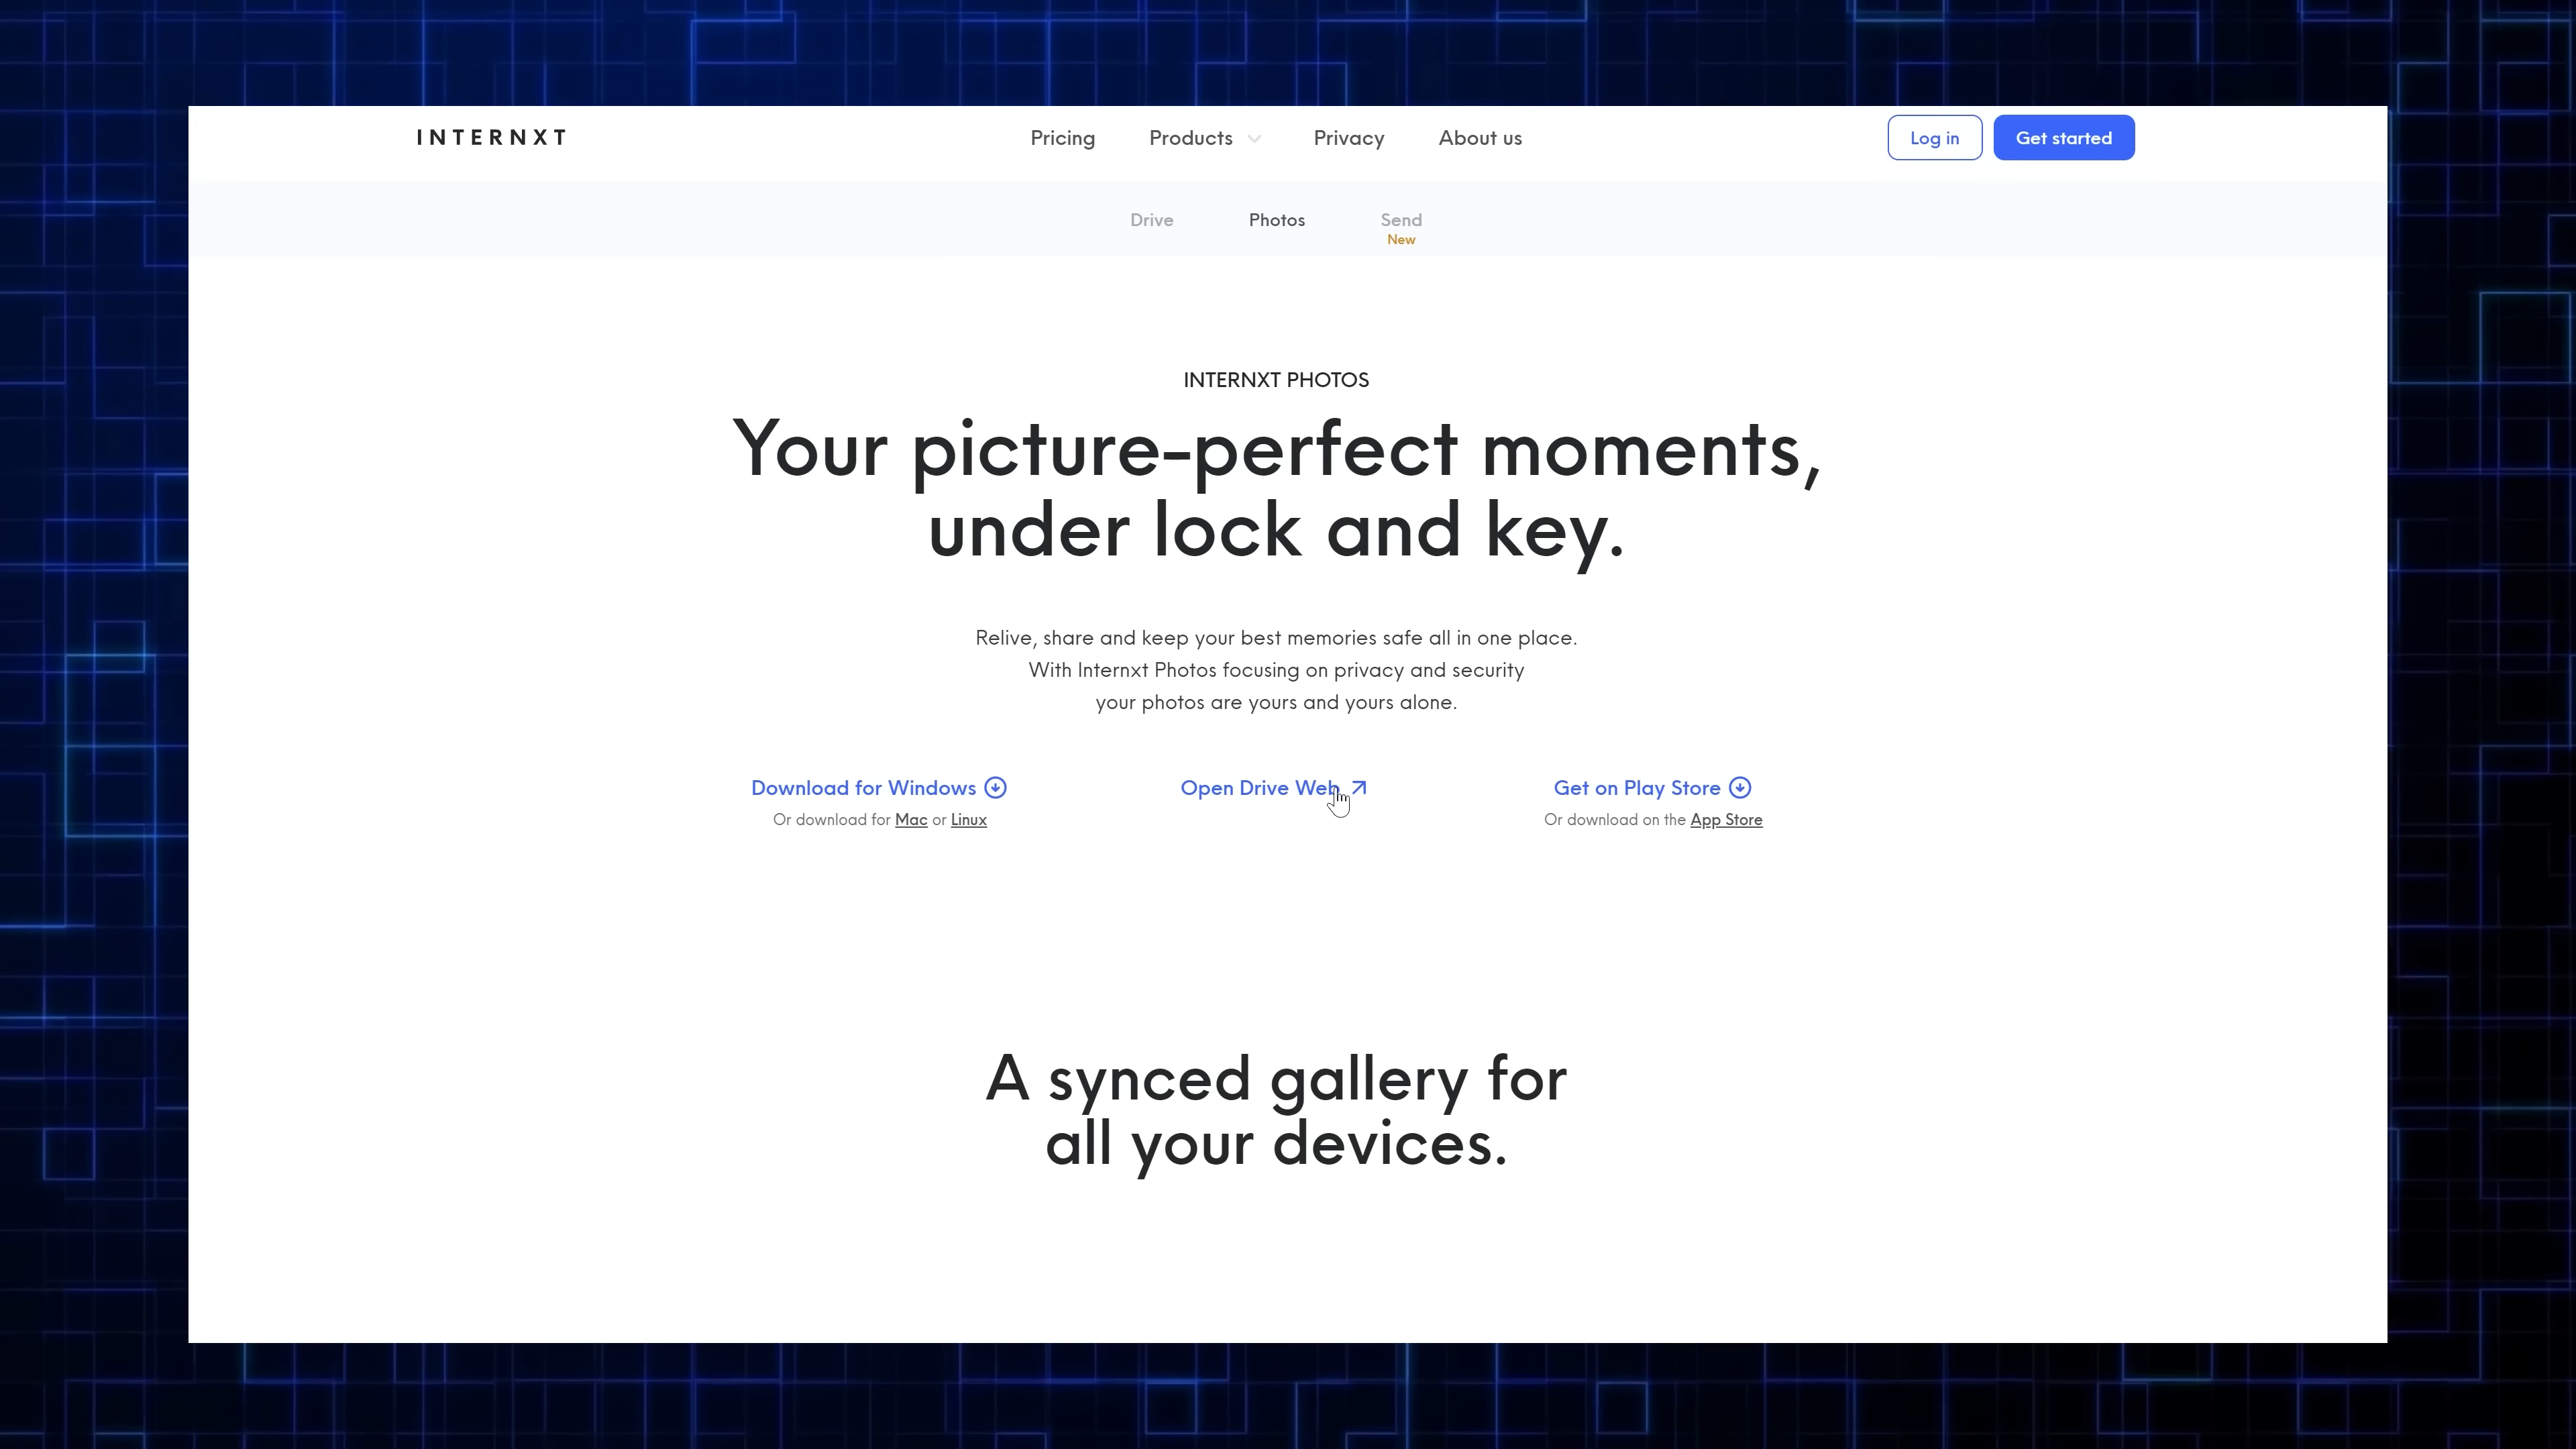 INTERNXT
Pricing
Products
Privacy
About us
Log in
Get started
Drive
Photos
Send
New
INTERNXT PHOTOS
Your picture-perfect moments,
under lock and key.
Relive, share and keep your best memories safe all in one place.
With Internxt Photos focusing on privacy and security
your photos are yours and yours alone.
Download for Windows
Or download for Mac or Linux
Open Drive Web
Get on Play Store
Or download on the App Store
A synced gallery for
all your devices.